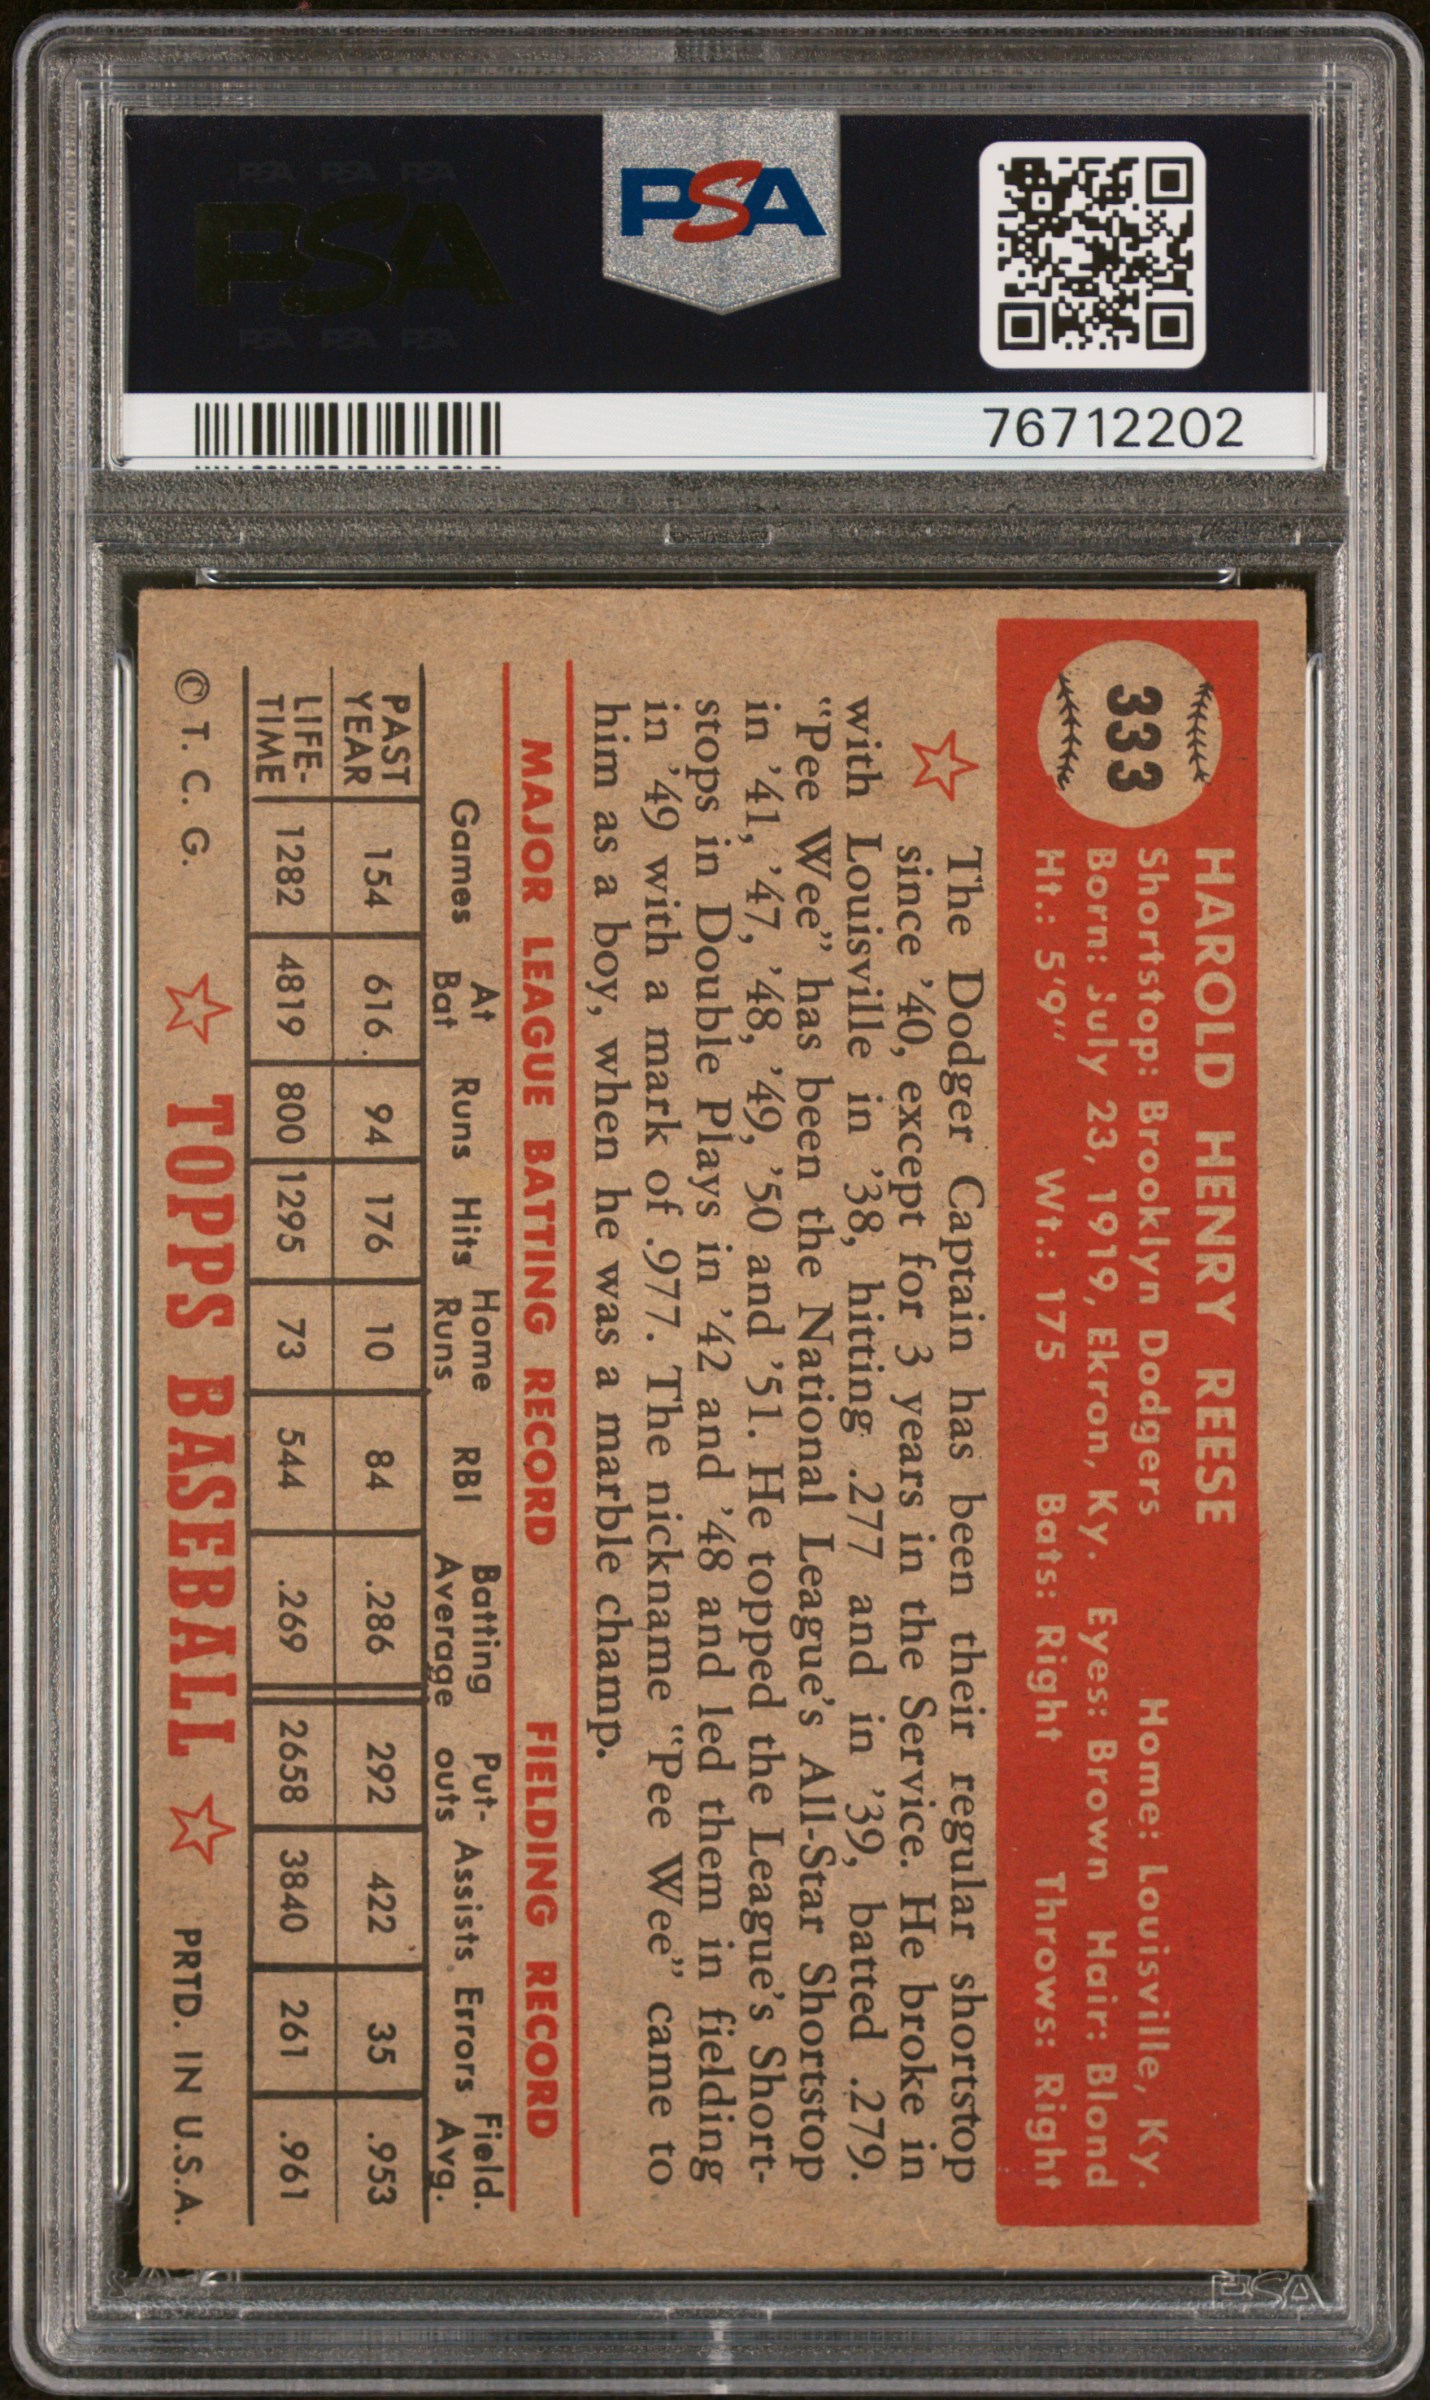 PSA PSA PSA
PSA
PSA PSA PSA
PSA
76712202
333
HAROLD HENRY REESE
Shortstop: Brooklyn Dodgers Home: Louisville, Ky.
Born: July 23, 1919, Ekron, Ky. Eyes: Brown Hair: Blond
Ht.: 5'9" Wt.: 175 Bats: Right Throws: Right
The Dodger Captain has been their regular shortstop
since '40, except for 3 years in the Service. He broke in
with Louisville in '38, hitting .277 and in '39, batted .279.
"Pee Wee" has been the National League's All-Star Shortstop
in '41, '47, '48, '49, '50 and '51. He topped the League's Short-
stops in Double Plays in '42 and '48 and led them in fielding
in '49 with a mark of .977. The nickname "Pee Wee" came to
him as a boy, when he was a marble champ.
MAJOR LEAGUE BATTING RECORD FIELDING RECORD
Games At Bat Runs Hits Home Runs RBI Batting Average Put-outs Assists Errors Field. Avg.
PAST YEAR 154 616 94 176 10 84 .286 292 422 35 .953
LIFE-TIME 1282 4819 800 1295 73 544 .269 2658 3840 261 .961
© T. C. G. TOPPS BASEBALL PRTD. IN U.S.A.
PSA